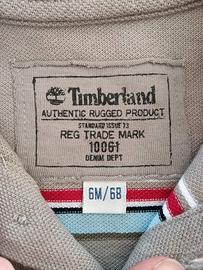 Timberland
AUTHENTIC RUGGED PRODUCT
STANDARD ISSUE 73
REG TRADE MARK
10061
DENIM DEPT
6M/68